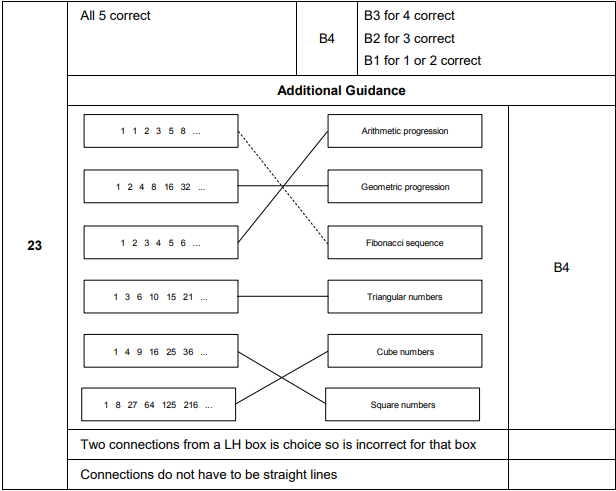 All 5 correct
B4
B3 for 4 correct
B2 for 3 correct
B1 for 1 or 2 correct
Additional Guidance
23
1 1 2 3 5 8 ...
Arithmetic progression
1 2 4 8 16 32 ...
Geometric progression
1 2 3 4 5 6 ...
Fibonacci sequence
B4
1 3 6 10 15 21 ...
Triangular numbers
1 4 9 16 25 36 ...
Cube numbers
1 8 27 64 125 216 ...
Square numbers
Two connections from a LH box is choice so is incorrect for that box
Connections do not have to be straight lines